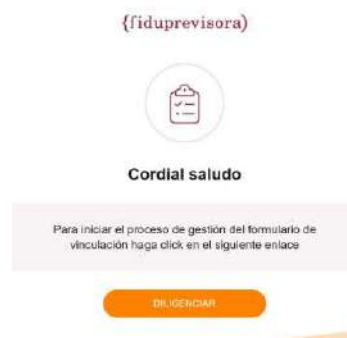 {fiduprevisora)
Cordial saludo
Para iniciar el proceso de gestión del formulario de
vinculación haga click en el siguiente enlace
DILIGENCIAR